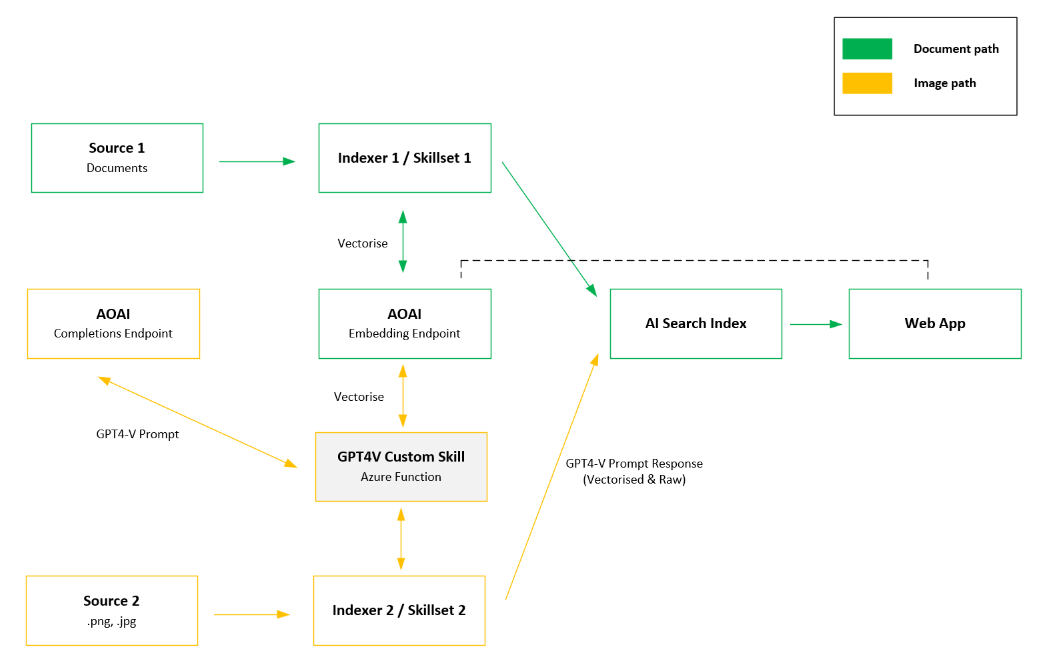 Document path
Image path
Source 1
Documents
Indexer 1 / Skillset 1
Vectorise
AOAI
Completions Endpoint
AOAI
Embedding Endpoint
AI Search Index
Web App
Vectorise
GPT4-V Prompt
GPT4V Custom Skill
Azure Function
GPT4-V Prompt Response
(Vectorised & Raw)
Source 2
.png, .jpg
Indexer 2 / Skillset 2